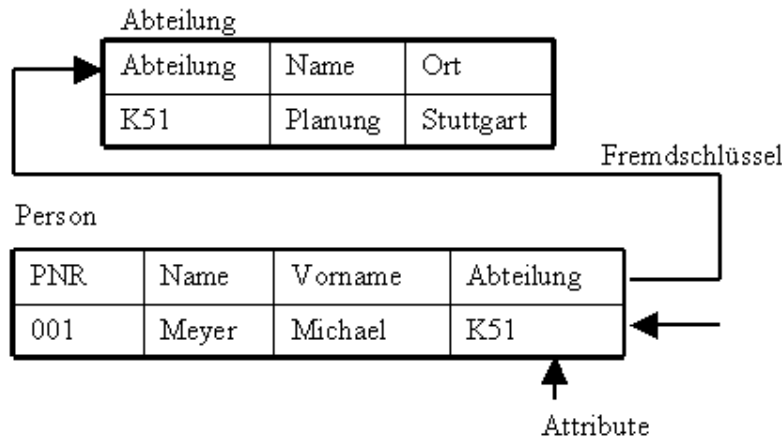 Abteilung
Abteilung Name Ort
K51 Planung Stuttgart
Fremdschlüssel
Person
PNR Name Vorname Abteilung
001 Meyer Michael K51
Attribute